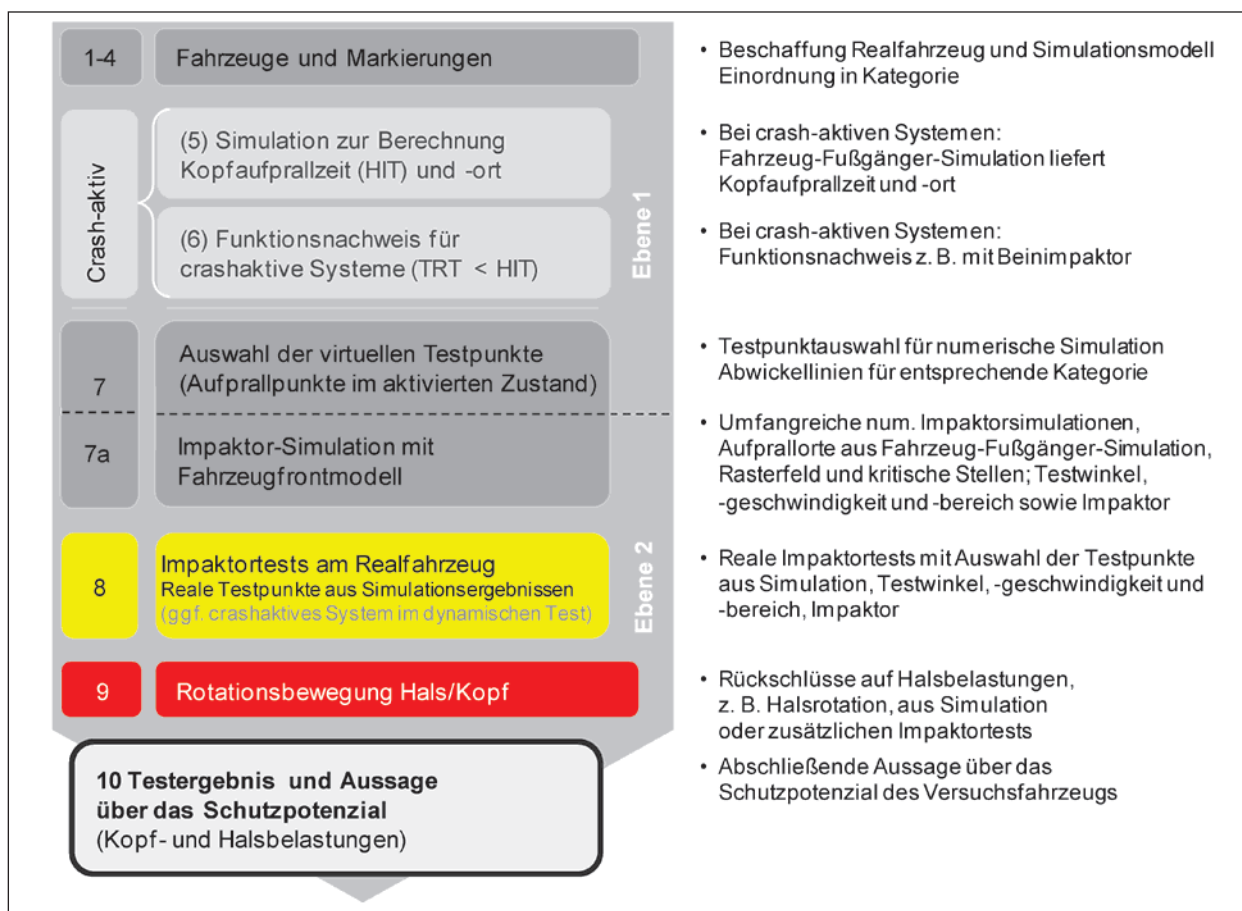 1-4
Fahrzeuge und Markierungen
• Beschaffung Realfahrzeug und Simulationsmodell
Einordnung in Kategorie
Crash-aktiv
(5) Simulation zur Berechnung
Kopfaufprallzeit (HIT) und -ort
• Bei crash-aktiven Systemen:
Fahrzeug-Fußgänger-Simulation liefert
Kopfaufprallzeit und -ort
(6) Funktionsnachweis für
crashaktive Systeme (TRT < HIT)
Ebene 1
• Bei crash-aktiven Systemen:
Funktionsnachweis z. B. mit Beinimpaktor
7
Auswahl der virtuellen Testpunkte
(Aufprallpunkte im aktivierten Zustand)
• Testpunktauswahl für numerische Simulation
Abwickellinien für entsprechende Kategorie
7a
Impaktor-Simulation mit
Fahrzeugfrontmodell
• Umfangreiche num. Impaktorsimulationen,
Aufprallorte aus Fahrzeug-Fußgänger-Simulation,
Rasterfeld und kritische Stellen; Testwinkel,
-geschwindigkeit und -bereich sowie Impaktor
8
Impaktortests am Realfahrzeug
Reale Testpunkte aus Simulationsergebnissen
(ggf. crashaktives System im dynamischen Test)
Ebene 2
• Reale Impaktortests mit Auswahl der Testpunkte
aus Simulation, Testwinkel, -geschwindigkeit und
-bereich, Impaktor
9
Rotationsbewegung Hals/Kopf
• Rückschlüsse auf Halsbelastungen,
z. B. Halsrotation, aus Simulation
oder zusätzlichen Impaktortests
10 Testergebnis und Aussage
über das Schutzpotenzial
(Kopf- und Halsbelastungen)
• Abschließende Aussage über das
Schutzpotenzial des Versuchsfahrzeugs